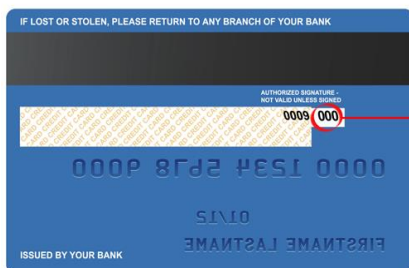 IF LOST OR STOLEN, PLEASE RETURN TO ANY BRANCH OF YOUR BANK
AUTHORIZED SIGNATURE -
NOT VALID UNLESS SIGNED
0009 000
0000 1234 5678 9000
01/12
FIRSTNAME LASTNAME
ISSUED BY YOUR BANK